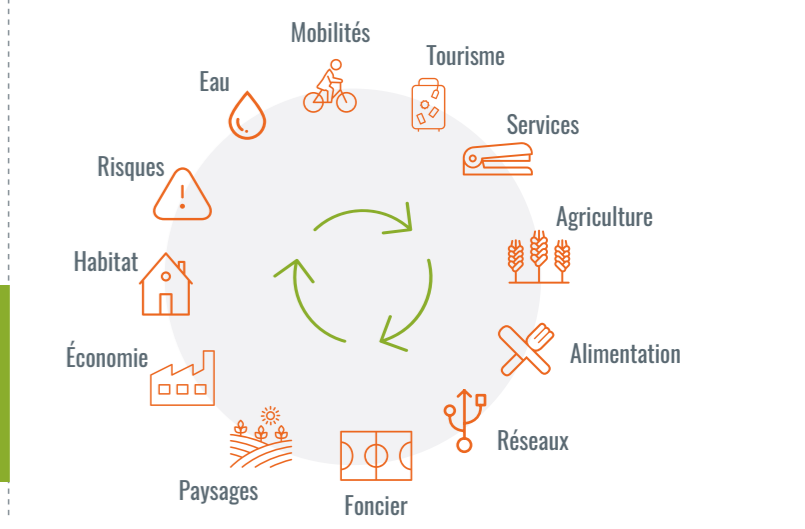 Mobilités
Tourisme
Eau
Services
Risques
Agriculture
Habitat
Économie
Alimentation
Réseaux
Paysages
Foncier